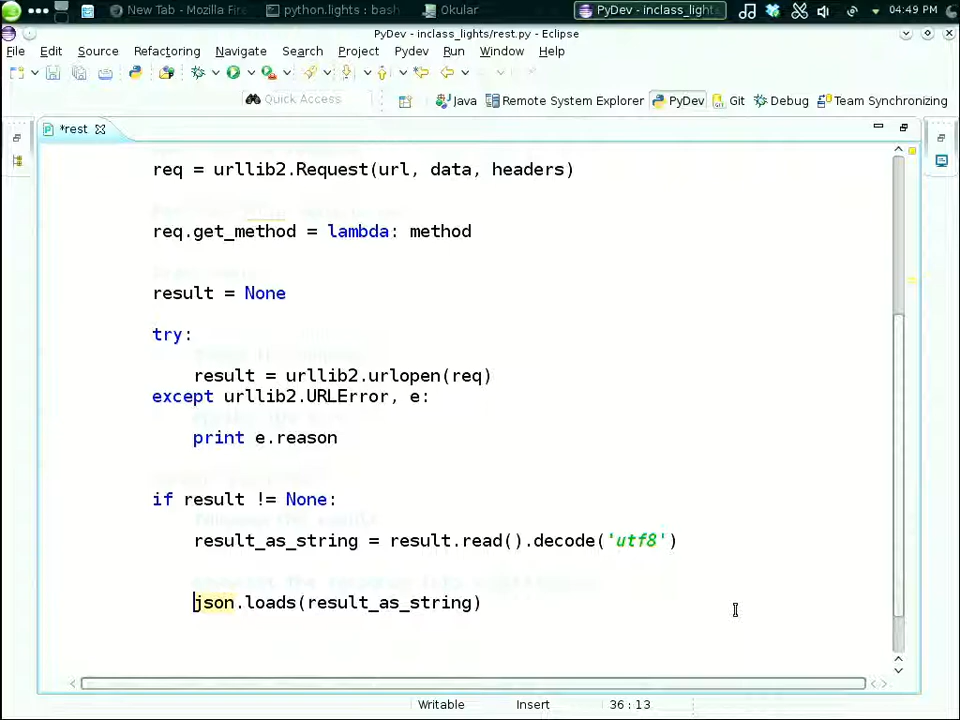 New Tab - Mozilla Fire
python.lights : bash
Okular
PyDev - inclass_lights
04:49 PM
PyDev - inclass_lights/rest.py - Eclipse
File Edit Source Refactoring Navigate Search Project Pydev Run Window Help
Quick Access
Java Remote System Explorer PyDev Git Debug Team Synchronizing
*rest
req = urllib2.Request(url, data, headers)
req.get_method = lambda: method
result = None
try:
result = urllib2.urlopen(req)
except urllib2.URLError, e:
print e.reason
if result != None:
result_as_string = result.read().decode('utf8')
json.loads(result_as_string)
Writable Insert 36 : 13